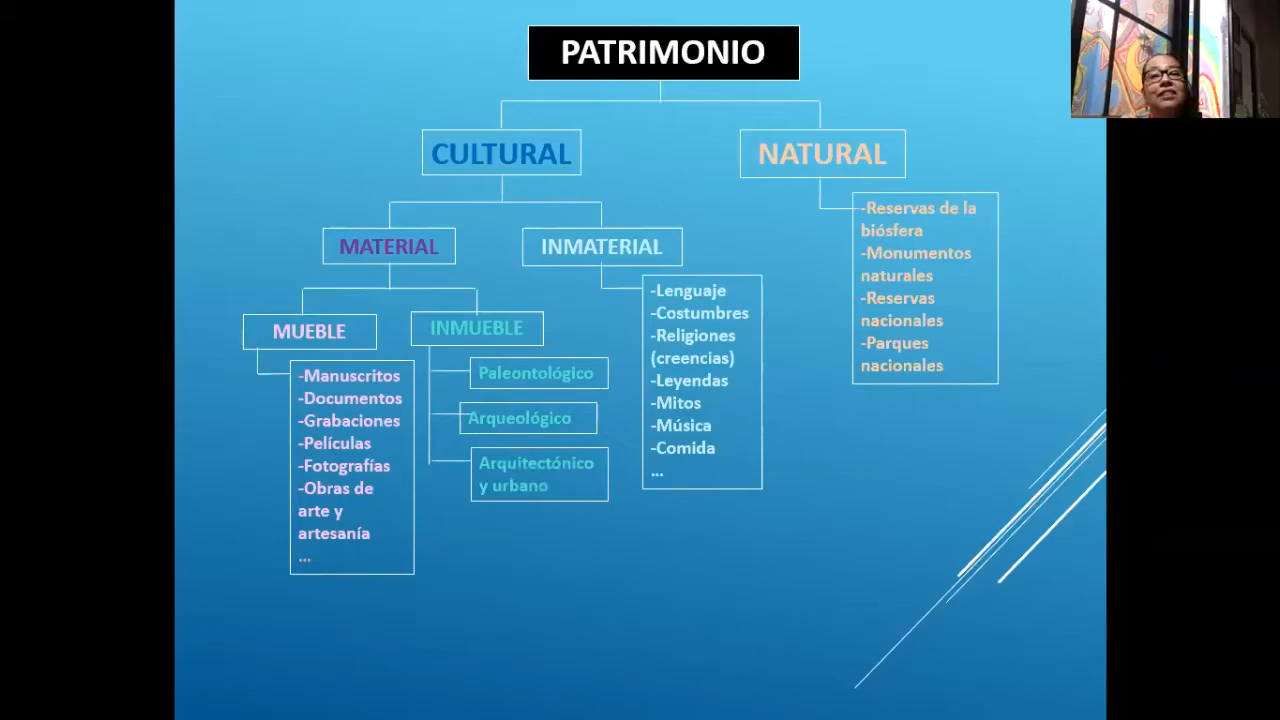 PATRIMONIO
CULTURAL
NATURAL
-Reservas de la
biósfera
-Monumentos
naturales
-Reservas
nacionales
-Parques
nacionales
MATERIAL
INMATERIAL
-Lenguaje
-Costumbres
-Religiones
(creencias)
-Leyendas
-Mitos
-Música
-Comida
...
MUEBLE
-Manuscritos
-Documentos
-Grabaciones
-Películas
-Fotografías
-Obras de
arte y
artesanía
...
INMUEBLE
Paleontológico
Arqueológico
Arquitectónico
y urbano